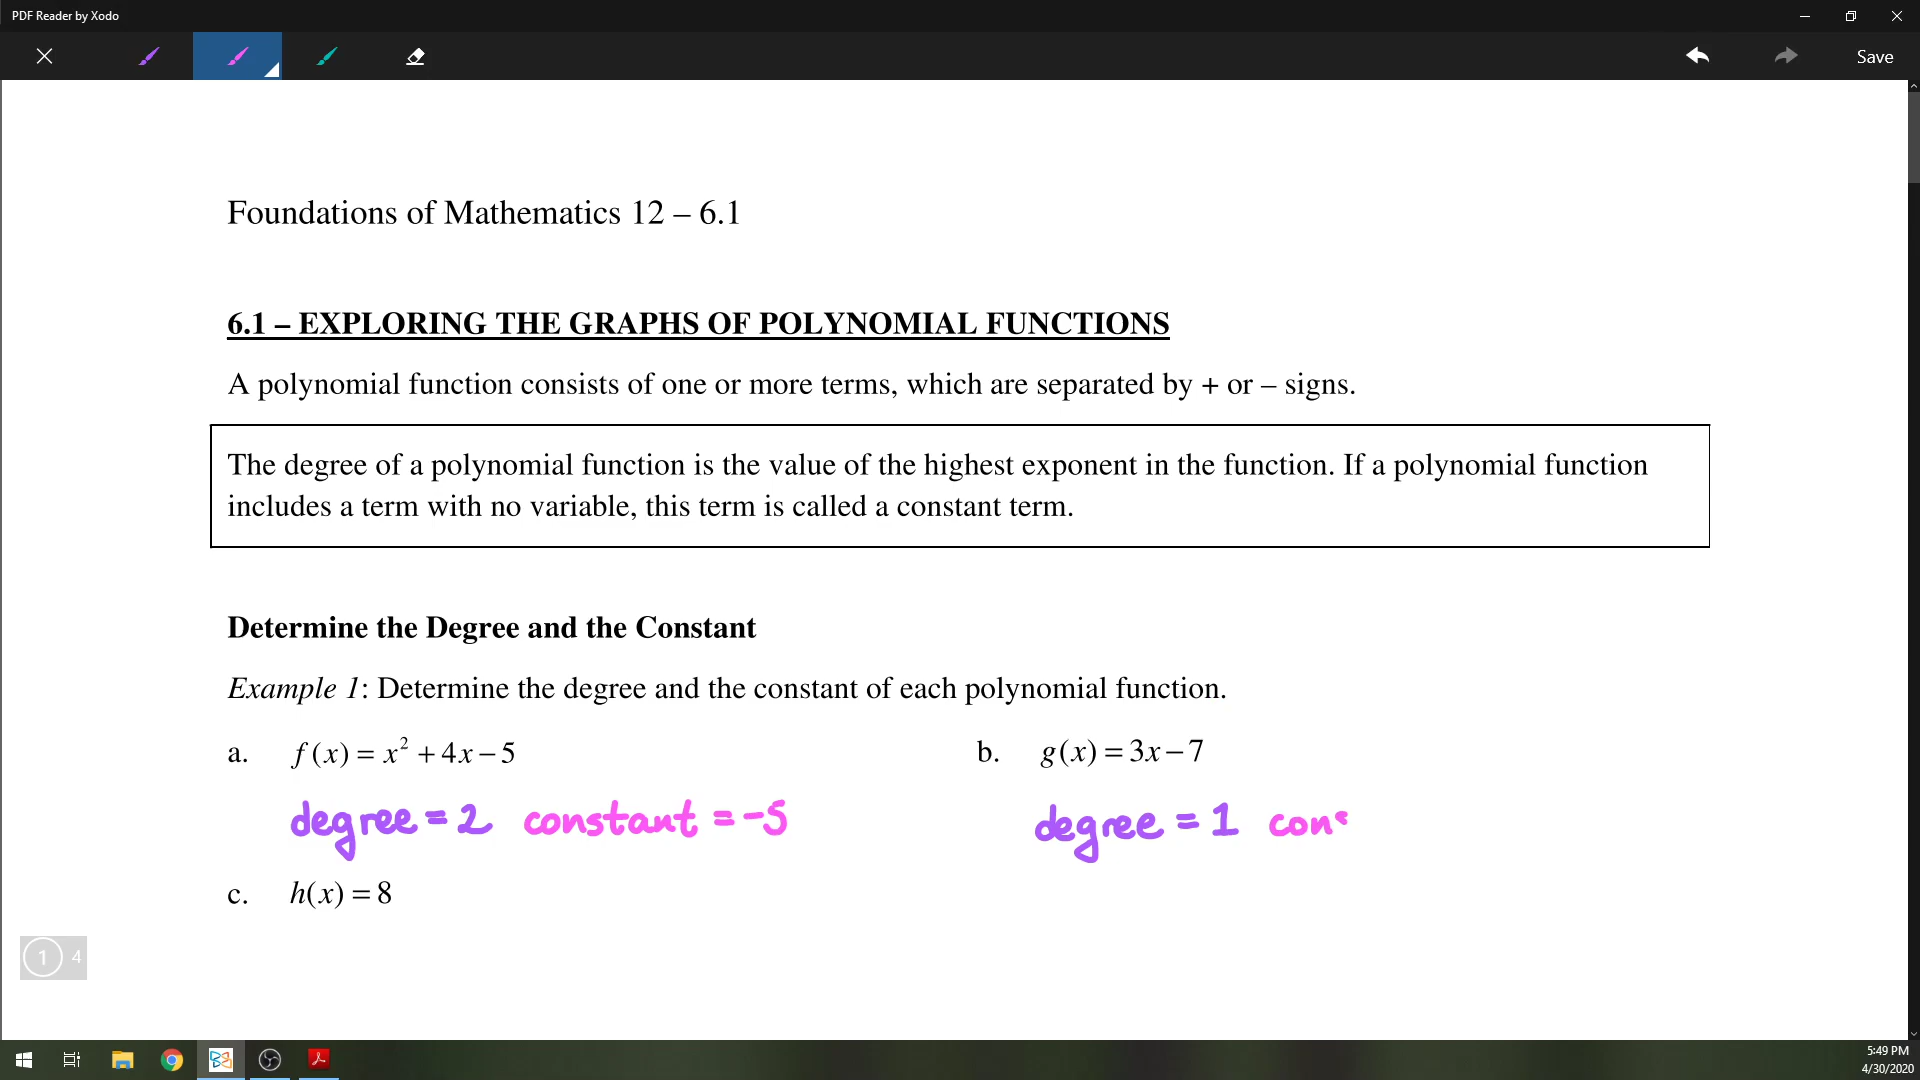 PDF Reader by Xodo
Save
Foundations of Mathematics 12 – 6.1
6.1 – EXPLORING THE GRAPHS OF POLYNOMIAL FUNCTIONS
A polynomial function consists of one or more terms, which are separated by + or – signs.
The degree of a polynomial function is the value of the highest exponent in the function. If a polynomial function
includes a term with no variable, this term is called a constant term.
Determine the Degree and the Constant
Example 1: Determine the degree and the constant of each polynomial function.
a. f(x) = x² + 4x − 5 b. g(x) = 3x − 7
degree = 2 constant = -5 degree = 1 cons
c. h(x) = 8
1 4
5:49 PM
4/30/2020